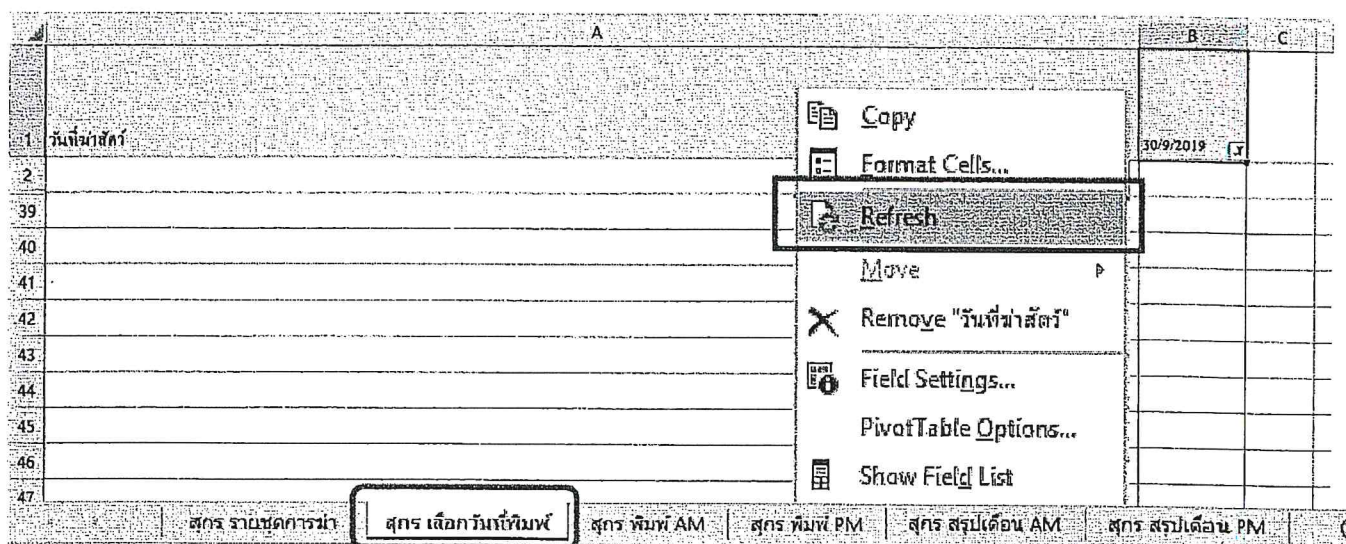 A B C
1 วันที่ฆ่าสัตว์ 30/9/2019
2
39
40
41
42
43
44
45
46
47
Copy
Format Cells...
Refresh
Move
Remove "วันที่ฆ่าสัตว์"
Field Settings...
PivotTable Options...
Show Field List
สุกร รายชุดการฆ่า สุกร เลือกวันที่พิมพ์ สุกร พิมพ์ AM สุกร พิมพ์ PM สุกร สรุปเดือน AM สุกร สรุปเดือน PM